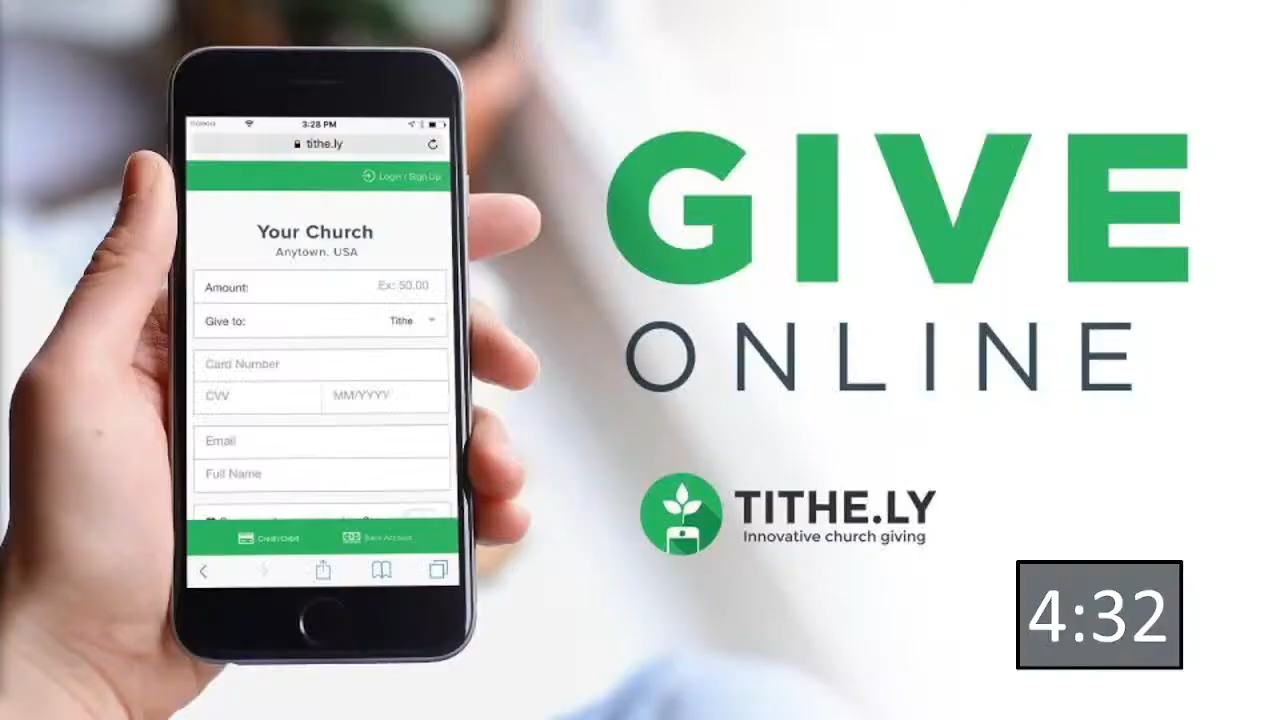 3:28 PM
tithe.ly
Login / Sign Up
Your Church
Anytown, USA
Amount: Ex: 50.00
Give to: Tithe
Card Number
CVV MM/YYYY
Email
Full Name
Credit/Debit Bank Account
GIVE
ONLINE
TITHE.LY
Innovative church giving
4:32